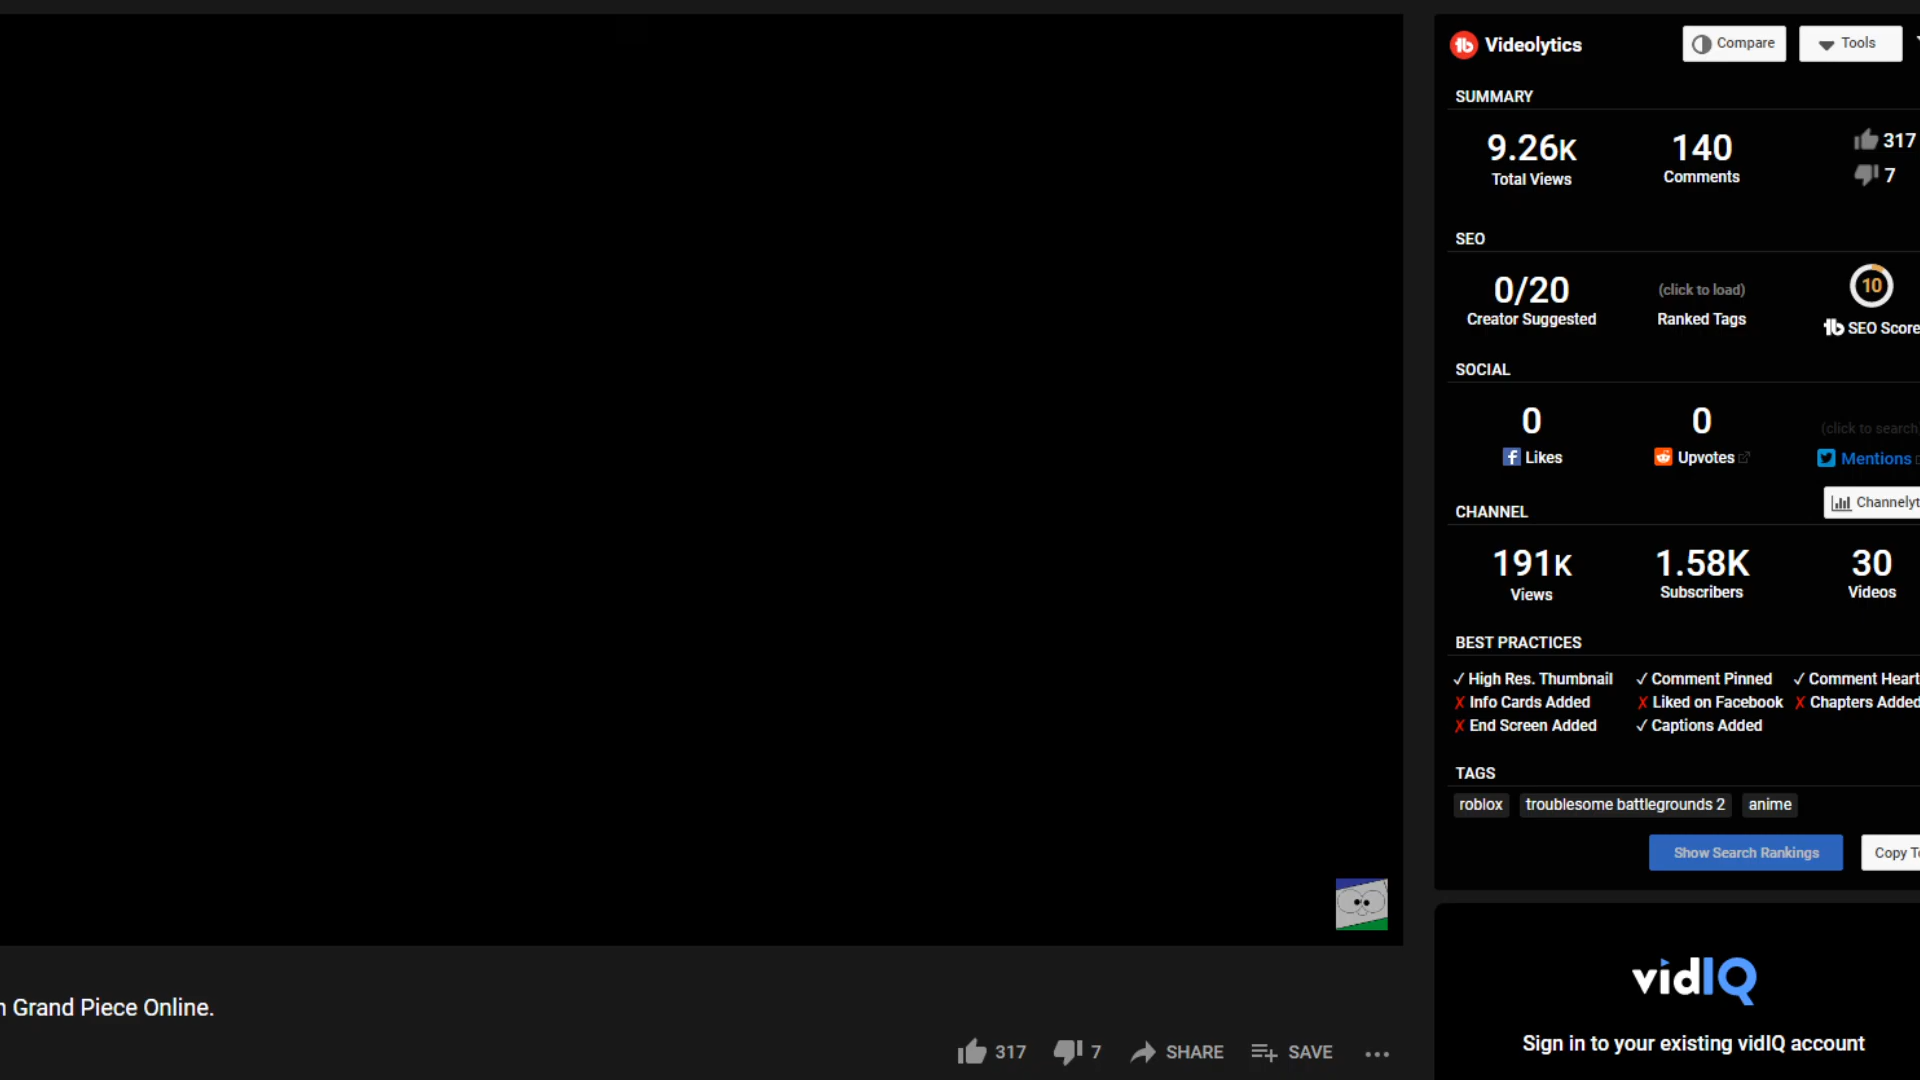 Videolytics
Compare
Tools
SUMMARY
9.26K
Total Views
140
Comments
317
7
SEO
0/20
Creator Suggested
(click to load)
Ranked Tags
10
SEO Score
SOCIAL
0
Likes
0
Upvotes
(click to search
Mentions
Channelyt
CHANNEL
191K
Views
1.58K
Subscribers
30
Videos
BEST PRACTICES
✓ High Res. Thumbnail ✓ Comment Pinned ✓ Comment Heart
✗ Info Cards Added ✗ Liked on Facebook ✗ Chapters Added
✗ End Screen Added ✓ Captions Added
TAGS
roblox troublesome battlegrounds 2 anime
Show Search Rankings
Copy T
vidIQ
Sign in to your existing vidIQ account
n Grand Piece Online.
317 7 SHARE SAVE